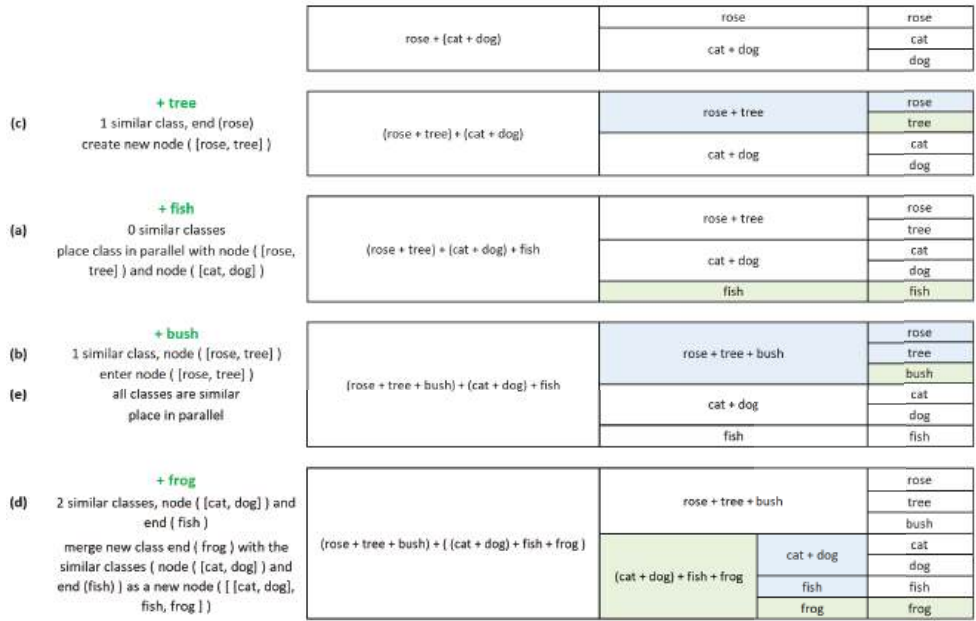 rose + (cat + dog)
rose
cat + dog
rose
cat
dog
(c)
+ tree
1 similar class, end (rose)
create new node ( [rose, tree] )
(rose + tree) + (cat + dog)
rose + tree
cat + dog
rose
tree
cat
dog
(a)
+ fish
0 similar classes
place class in parallel with node ( [rose,
tree] ) and node ( [cat, dog] )
(rose + tree) + (cat + dog) + fish
rose + tree
cat + dog
fish
rose
tree
cat
dog
fish
(b)
+ bush
1 similar class, node ( [rose, tree] )
enter node ( [rose, tree] )
(e)
all classes are similar
place in parallel
(rose + tree + bush) + (cat + dog) + fish
rose + tree + bush
cat + dog
fish
rose
tree
bush
cat
dog
fish
(d)
+ frog
2 similar classes, node ( [cat, dog] ) and
end ( fish )
merge new class end ( frog ) with the
similar classes ( node ( [cat, dog] ) and
end (fish) ) as a new node ( [ [cat, dog],
fish, frog ] )
(rose + tree + bush) + ( (cat + dog) + fish + frog )
rose + tree + bush
(cat + dog) + fish + frog
cat + dog
fish
frog
rose
tree
bush
cat
dog
fish
frog